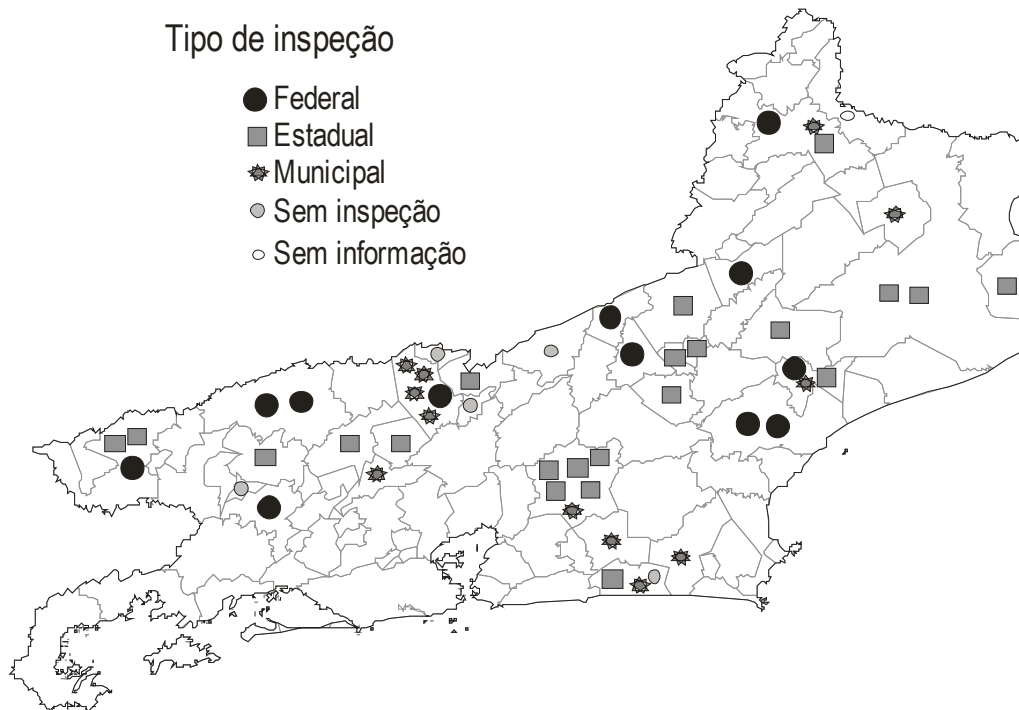 Tipo de inspeção
Federal
Estadual
Municipal
Sem inspeção
Sem informação